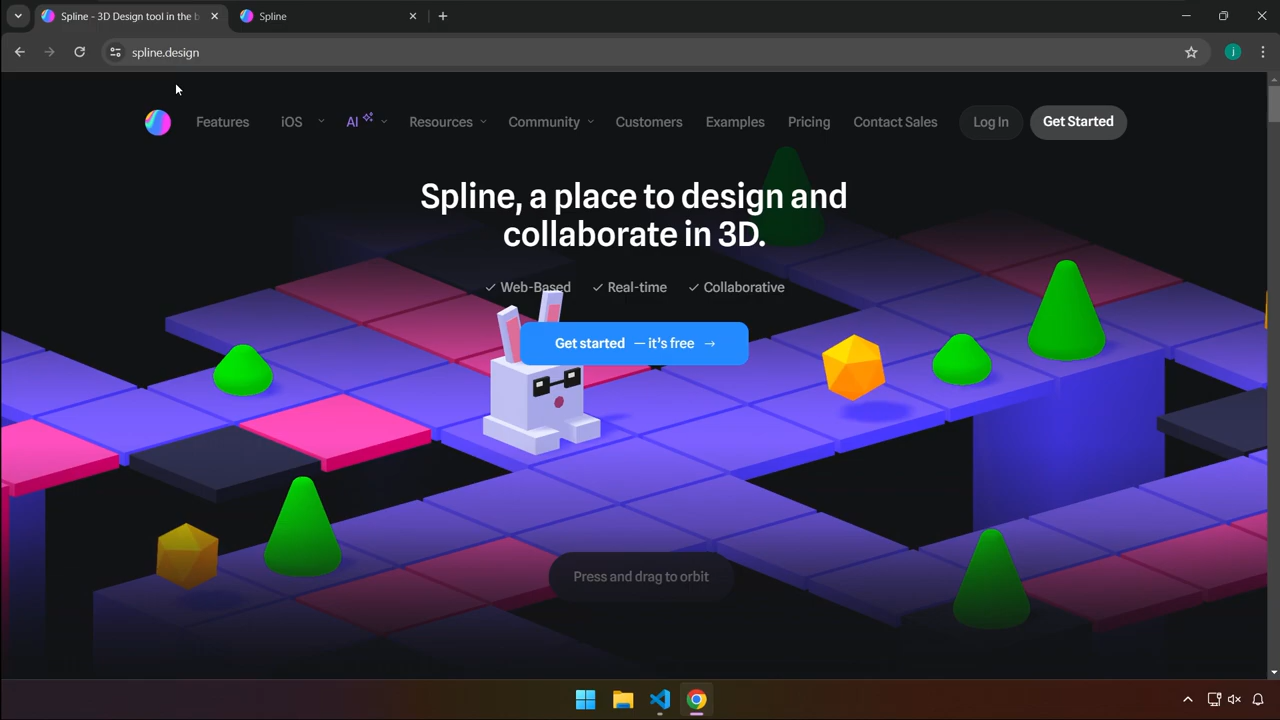 Spline - 3D Design tool in the b
Spline
spline.design
j
Features
iOS
AI
Resources
Community
Customers
Examples
Pricing
Contact Sales
Log In
Get Started
Spline, a place to design and
collaborate in 3D.
Web-Based
Real-time
Collaborative
Get started — it's free →
Press and drag to orbit